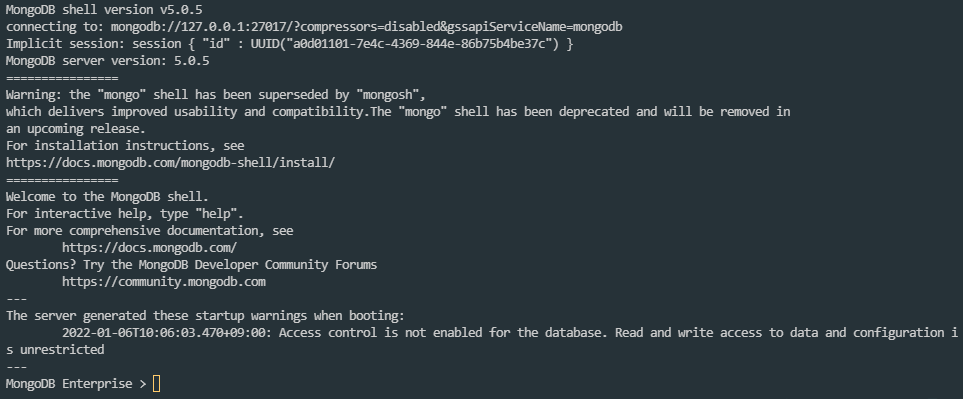 MongoDB shell version v5.0.5
connecting to: mongodb://127.0.0.1:27017/?compressors=disabled&gssapiServiceName=mongodb
Implicit session: session { "id" : UUID("a0d01101-7e4c-4369-844e-86b75b4be37c") }
MongoDB server version: 5.0.5
================
Warning: the "mongo" shell has been superseded by "mongosh",
which delivers improved usability and compatibility.The "mongo" shell has been deprecated and will be removed in
an upcoming release.
For installation instructions, see
https://docs.mongodb.com/mongodb-shell/install/
================
Welcome to the MongoDB shell.
For interactive help, type "help".
For more comprehensive documentation, see
https://docs.mongodb.com/
Questions? Try the MongoDB Developer Community Forums
https://community.mongodb.com
---
The server generated these startup warnings when booting:
2022-01-06T10:06:03.470+09:00: Access control is not enabled for the database. Read and write access to data and configuration i
s unrestricted
---
MongoDB Enterprise >